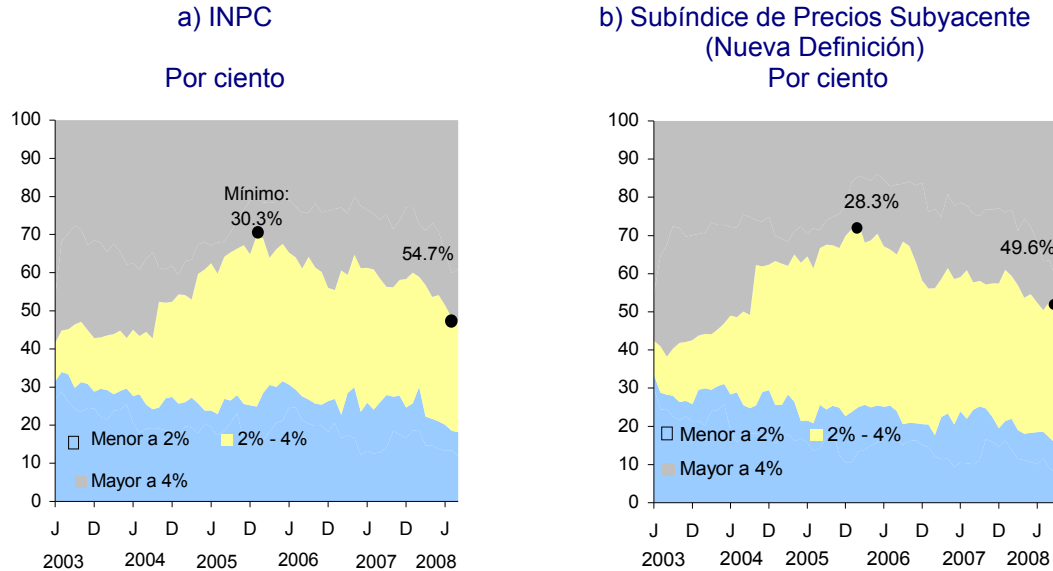 a) INPC
Por ciento
100
90
80
70
60
50
40
30
20
10
0
Mínimo:
30.3%
54.7%
Menor a 2%
2% - 4%
Mayor a 4%
J D J D J D J D J D J
2003 2004 2005 2006 2007 2008
b) Subíndice de Precios Subyacente
(Nueva Definición)
Por ciento
100
90
80
70
60
50
40
30
20
10
0
28.3%
49.6%
Menor a 2%
2% - 4%
Mayor a 4%
J D J D J D J D J D J
2003 2004 2005 2006 2007 2008